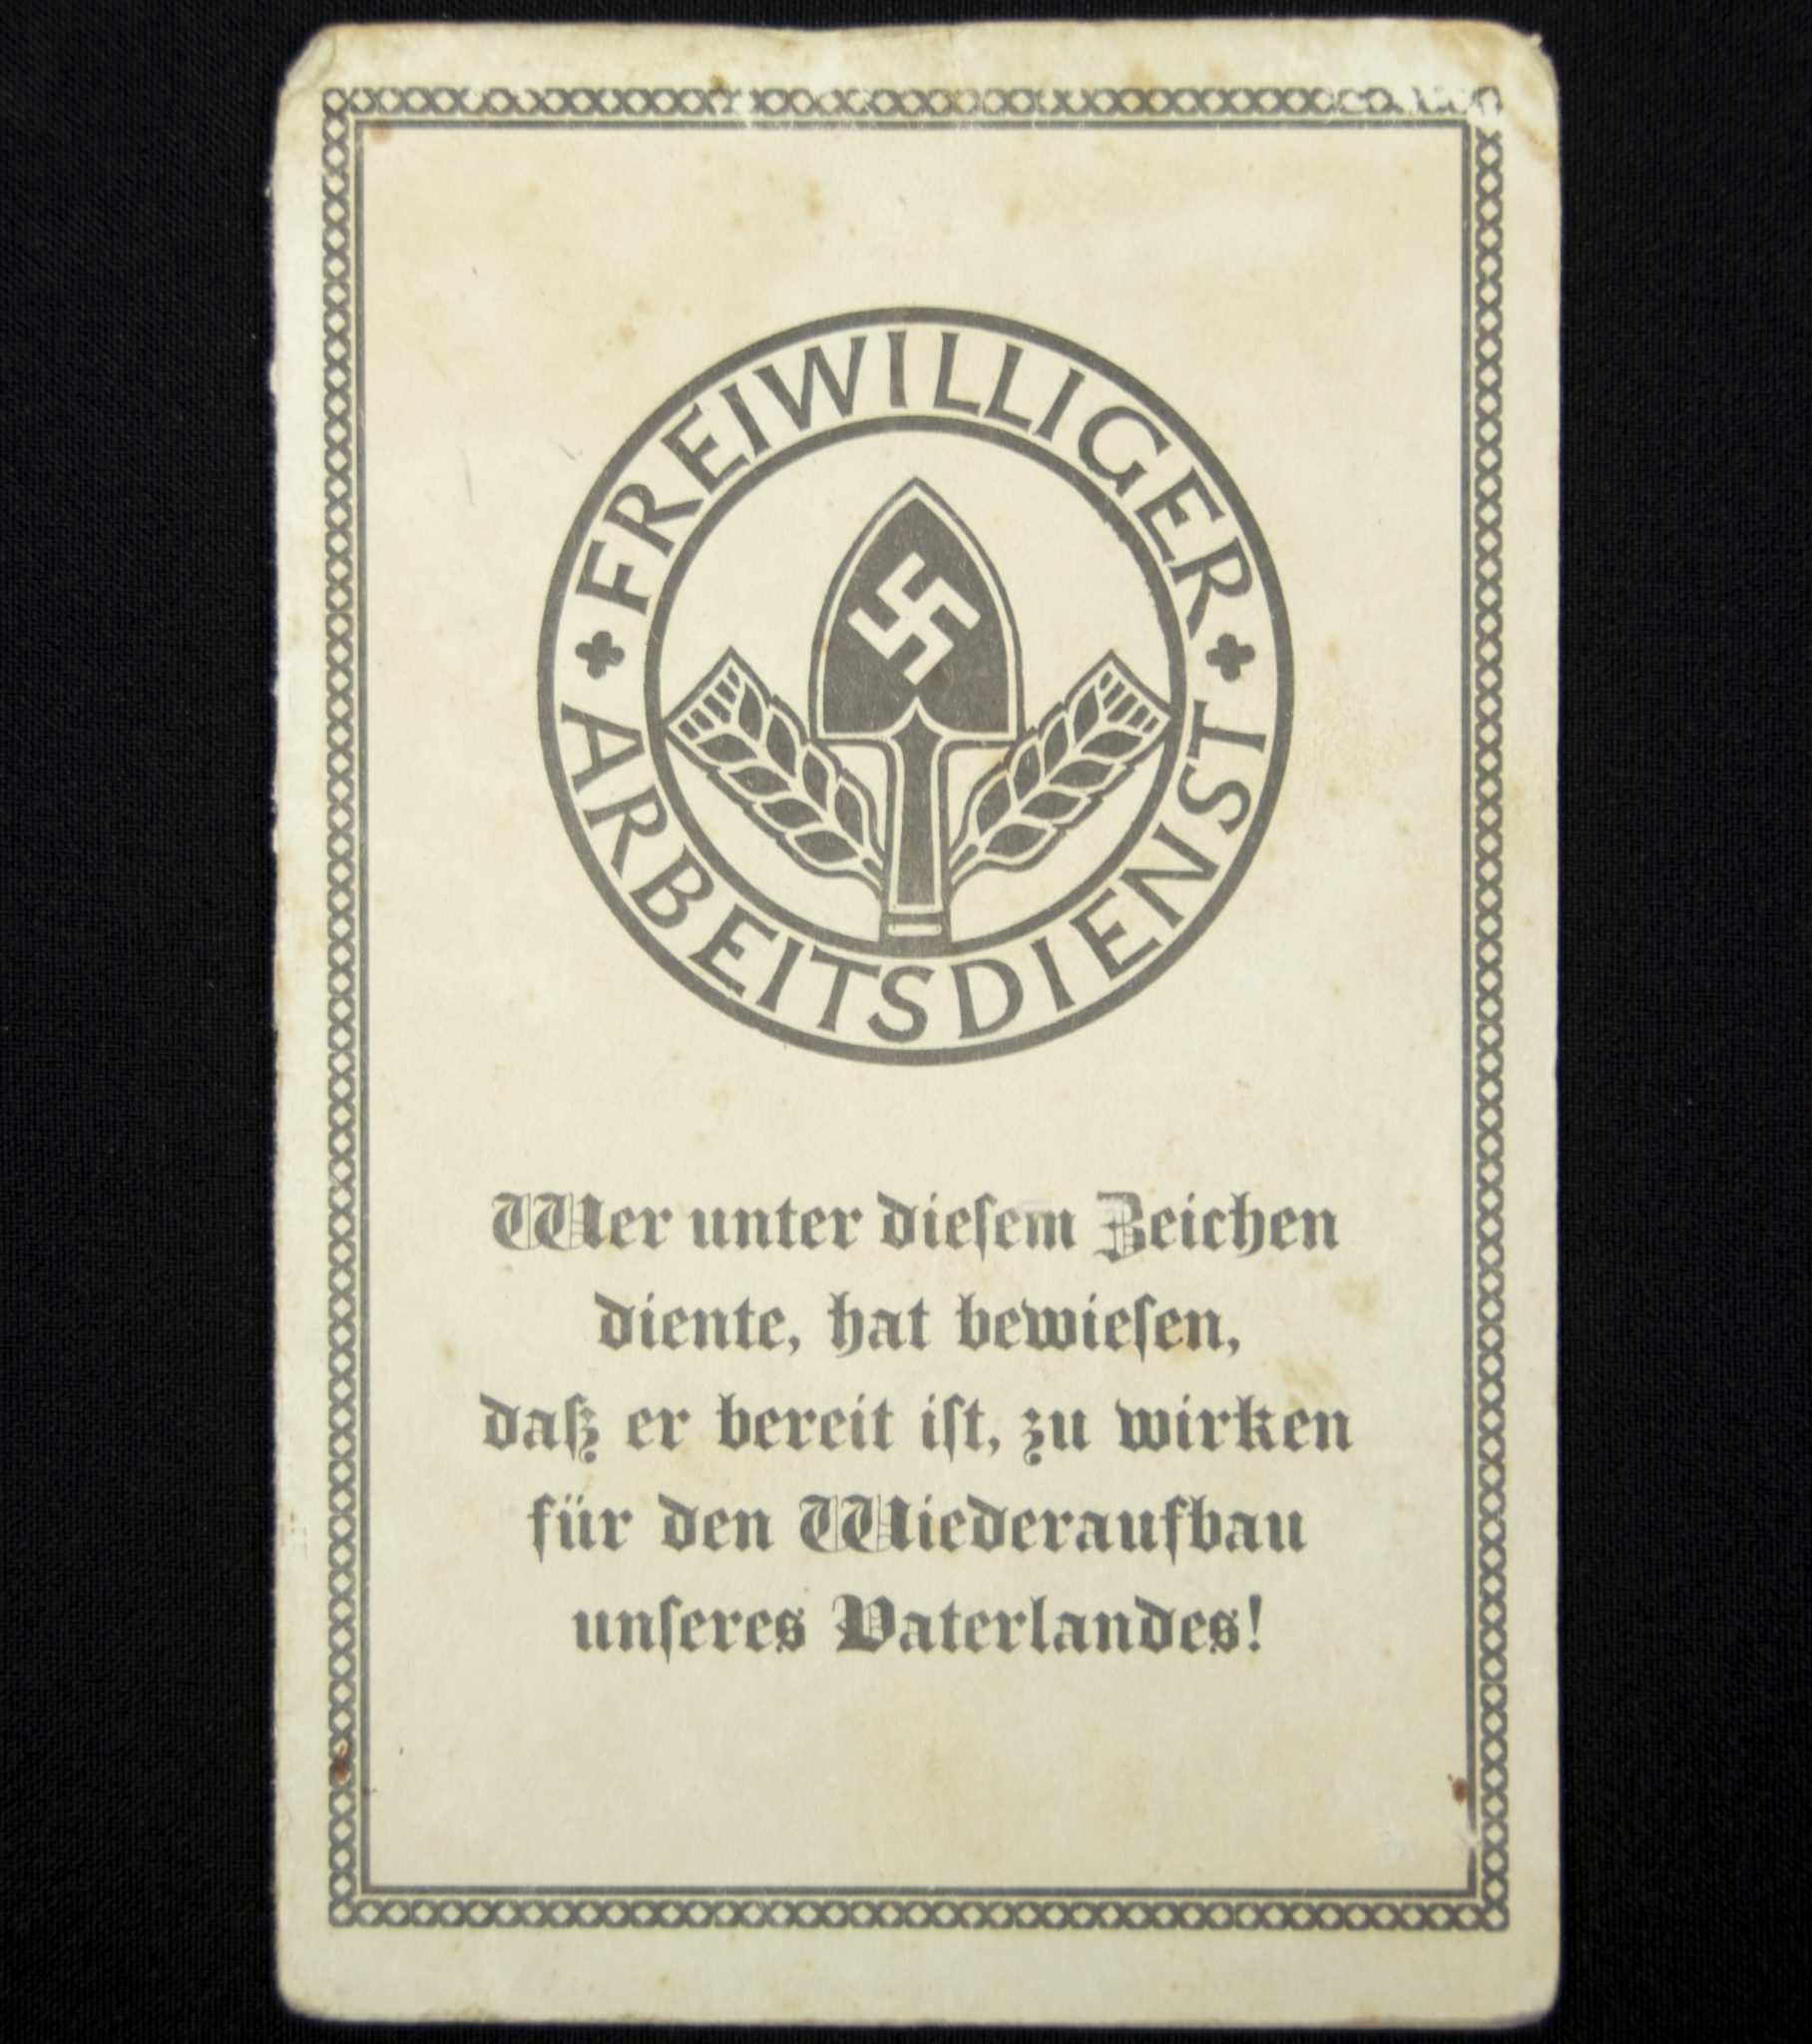 FREIWILLIGER
ARBEITSDIENST
Wer unter dieſem Zeichen
diente, hat bewieſen,
daß er bereit iſt, zu wirken
für den Wiederaufbau
unſeres Vaterlandes!